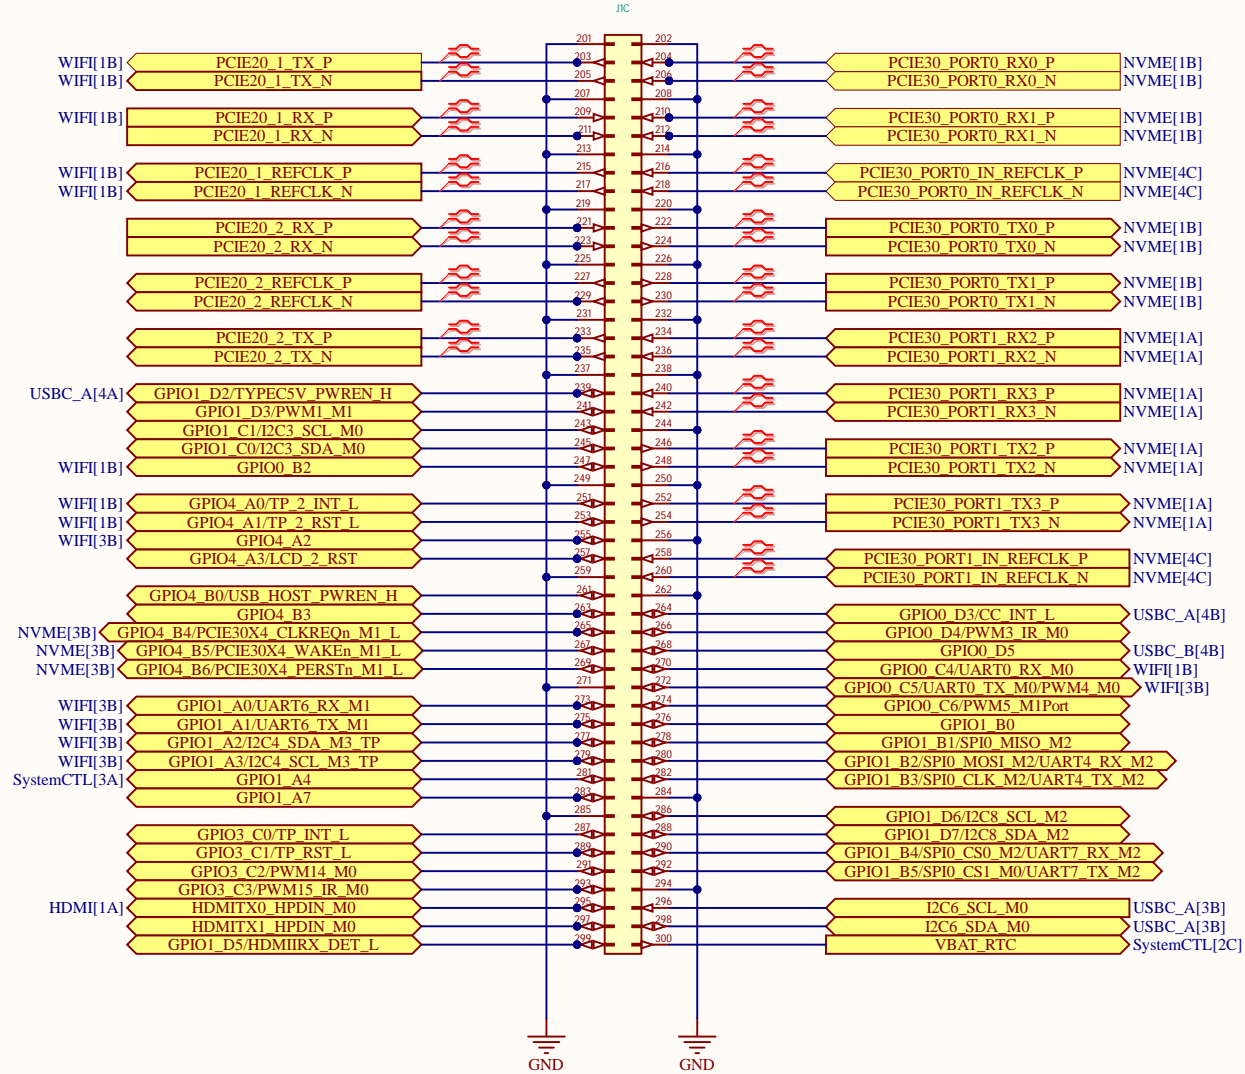 J1C
201 202
WIFI[1B] PCIE20_1_TX_P 203 204 PCIE30_PORT0_RX0_P NVME[1B]
WIFI[1B] PCIE20_1_TX_N 205 206 PCIE30_PORT0_RX0_N NVME[1B]
207 208
WIFI[1B] PCIE20_1_RX_P 209 210 PCIE30_PORT0_RX1_P NVME[1B]
PCIE20_1_RX_N 211 212 PCIE30_PORT0_RX1_N NVME[1B]
213 214
WIFI[1B] PCIE20_1_REFCLK_P 215 216 PCIE30_PORT0_IN_REFCLK_P NVME[4C]
WIFI[1B] PCIE20_1_REFCLK_N 217 218 PCIE30_PORT0_IN_REFCLK_N NVME[4C]
219 220
PCIE20_2_RX_P 221 222 PCIE30_PORT0_TX0_P NVME[1B]
PCIE20_2_RX_N 223 224 PCIE30_PORT0_TX0_N NVME[1B]
225 226
PCIE20_2_REFCLK_P 227 228 PCIE30_PORT0_TX1_P NVME[1B]
PCIE20_2_REFCLK_N 229 230 PCIE30_PORT0_TX1_N NVME[1B]
231 232
PCIE20_2_TX_P 233 234 PCIE30_PORT1_RX2_P NVME[1A]
PCIE20_2_TX_N 235 236 PCIE30_PORT1_RX2_N NVME[1A]
237 238
USBC_A[4A] GPIO1_D2/TYPEC5V_PWREN_H 239 240 PCIE30_PORT1_RX3_P NVME[1A]
GPIO1_D3/PWM1_M1 241 242 PCIE30_PORT1_RX3_N NVME[1A]
GPIO1_C1/I2C3_SCL_M0 243 244
GPIO1_C0/I2C3_SDA_M0 245 246 PCIE30_PORT1_TX2_P NVME[1A]
WIFI[1B] GPIO0_B2 247 248 PCIE30_PORT1_TX2_N NVME[1A]
249 250
WIFI[1B] GPIO4_A0/TP_2_INT_L 251 252 PCIE30_PORT1_TX3_P NVME[1A]
WIFI[1B] GPIO4_A1/TP_2_RST_L 253 254 PCIE30_PORT1_TX3_N NVME[1A]
WIFI[3B] GPIO4_A2 255 256
GPIO4_A3/LCD_2_RST 257 258 PCIE30_PORT1_IN_REFCLK_P NVME[4C]
259 260 PCIE30_PORT1_IN_REFCLK_N NVME[4C]
GPIO4_B0/USB_HOST_PWREN_H 261 262
GPIO4_B3 263 264 GPIO0_D3/CC_INT_L USBC_A[4B]
NVME[3B] GPIO4_B4/PCIE30X4_CLKREQn_M1_L 265 266 GPIO0_D4/PWM3_IR_M0
NVME[3B] GPIO4_B5/PCIE30X4_WAKEn_M1_L 267 268 GPIO0_D5 USBC_B[4B]
NVME[3B] GPIO4_B6/PCIE30X4_PERSTn_M1_L 269 270 GPIO0_C4/UART0_RX_M0 WIFI[1B]
271 272 GPIO0_C5/UART0_TX_M0/PWM4_M0 WIFI[3B]
WIFI[3B] GPIO1_A0/UART6_RX_M1 273 274 GPIO0_C6/PWM5_M1Port
WIFI[3B] GPIO1_A1/UART6_TX_M1 275 276 GPIO1_B0
WIFI[3B] GPIO1_A2/I2C4_SDA_M3_TP 277 278 GPIO1_B1/SPI0_MISO_M2
WIFI[3B] GPIO1_A3/I2C4_SCL_M3_TP 279 280 GPIO1_B2/SPI0_MOSI_M2/UART4_RX_M2
SystemCTL[3A] GPIO1_A4 281 282 GPIO1_B3/SPI0_CLK_M2/UART4_TX_M2
GPIO1_A7 283 284
285 286 GPIO1_D6/I2C8_SCL_M2
GPIO3_C0/TP_INT_L 287 288 GPIO1_D7/I2C8_SDA_M2
GPIO3_C1/TP_RST_L 289 290 GPIO1_B4/SPI0_CS0_M2/UART7_RX_M2
GPIO3_C2/PWM14_M0 291 292 GPIO1_B5/SPI0_CS1_M0/UART7_TX_M2
GPIO3_C3/PWM15_IR_M0 293 294
HDMI[1A] HDMITX0_HPDIN_M0 295 296 I2C6_SCL_M0 USBC_A[3B]
HDMITX1_HPDIN_M0 297 298 I2C6_SDA_M0 USBC_A[3B]
GPIO1_D5/HDMIIRX_DET_L 299 300 VBAT_RTC SystemCTL[2C]
GND GND